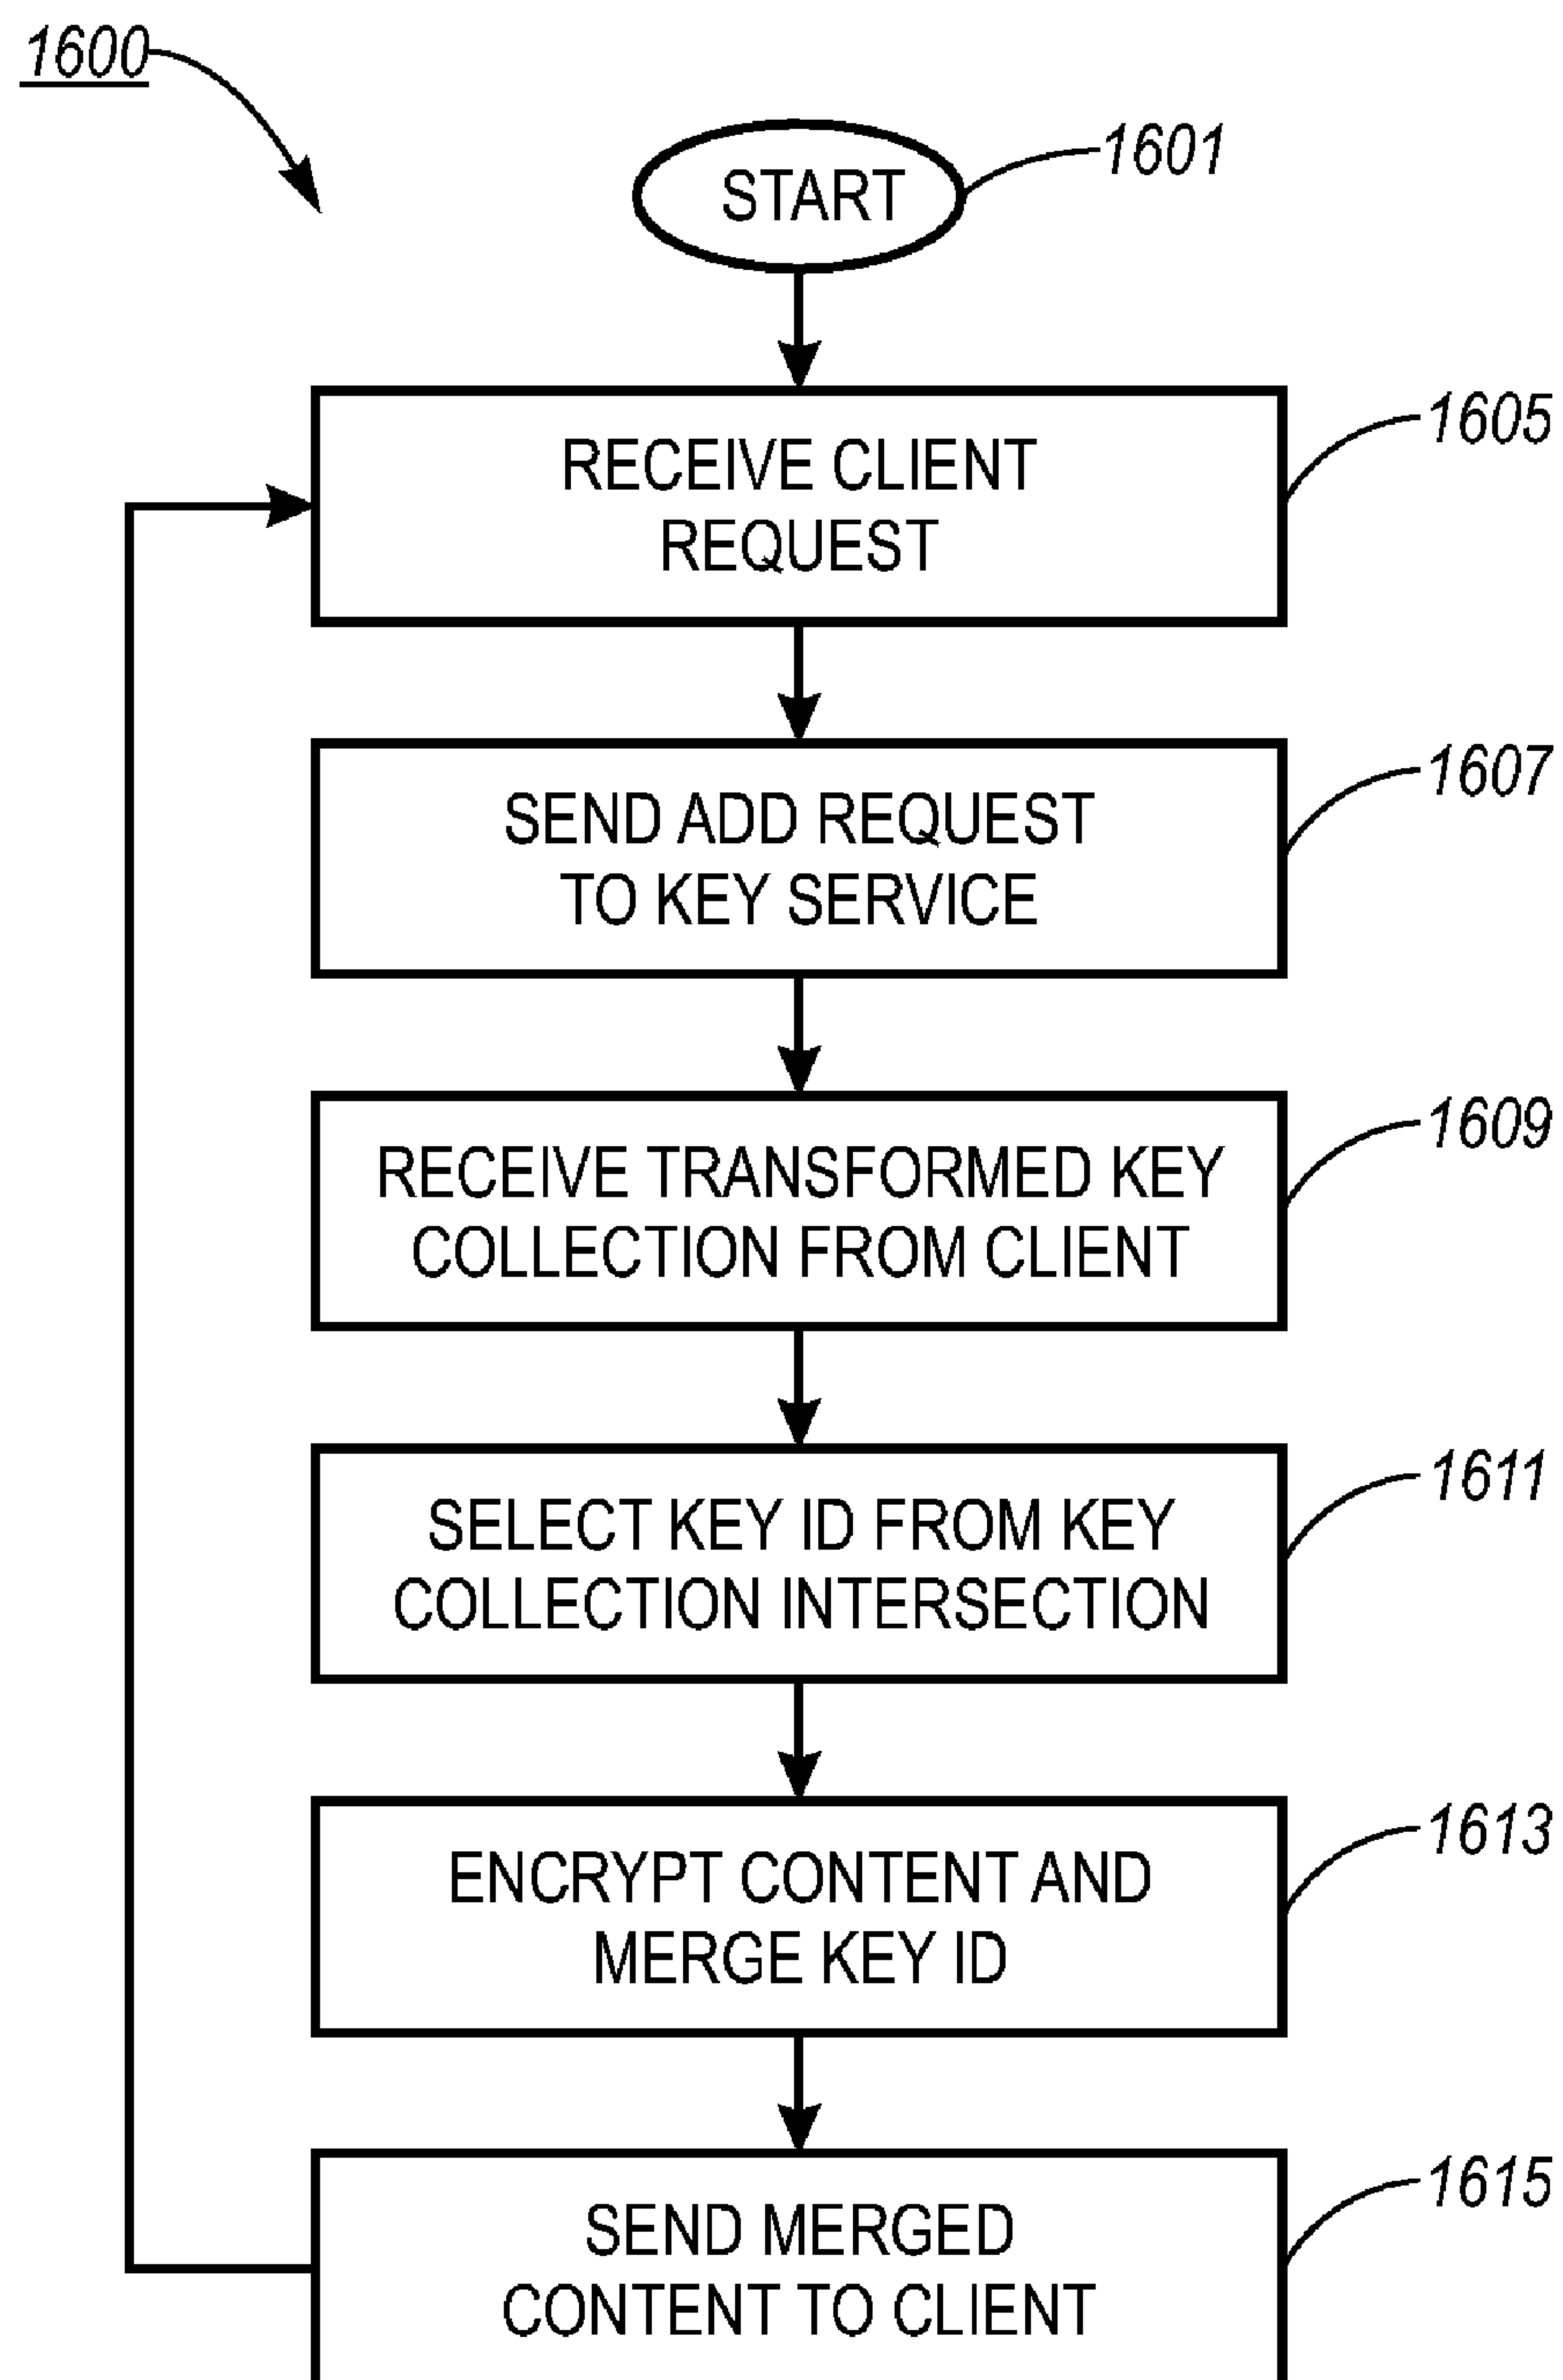 1600
START
1601
RECEIVE CLIENT
REQUEST
1605
SEND ADD REQUEST
TO KEY SERVICE
1607
RECEIVE TRANSFORMED KEY
COLLECTION FROM CLIENT
1609
SELECT KEY ID FROM KEY
COLLECTION INTERSECTION
1611
ENCRYPT CONTENT AND
MERGE KEY ID
1613
SEND MERGED
CONTENT TO CLIENT
1615